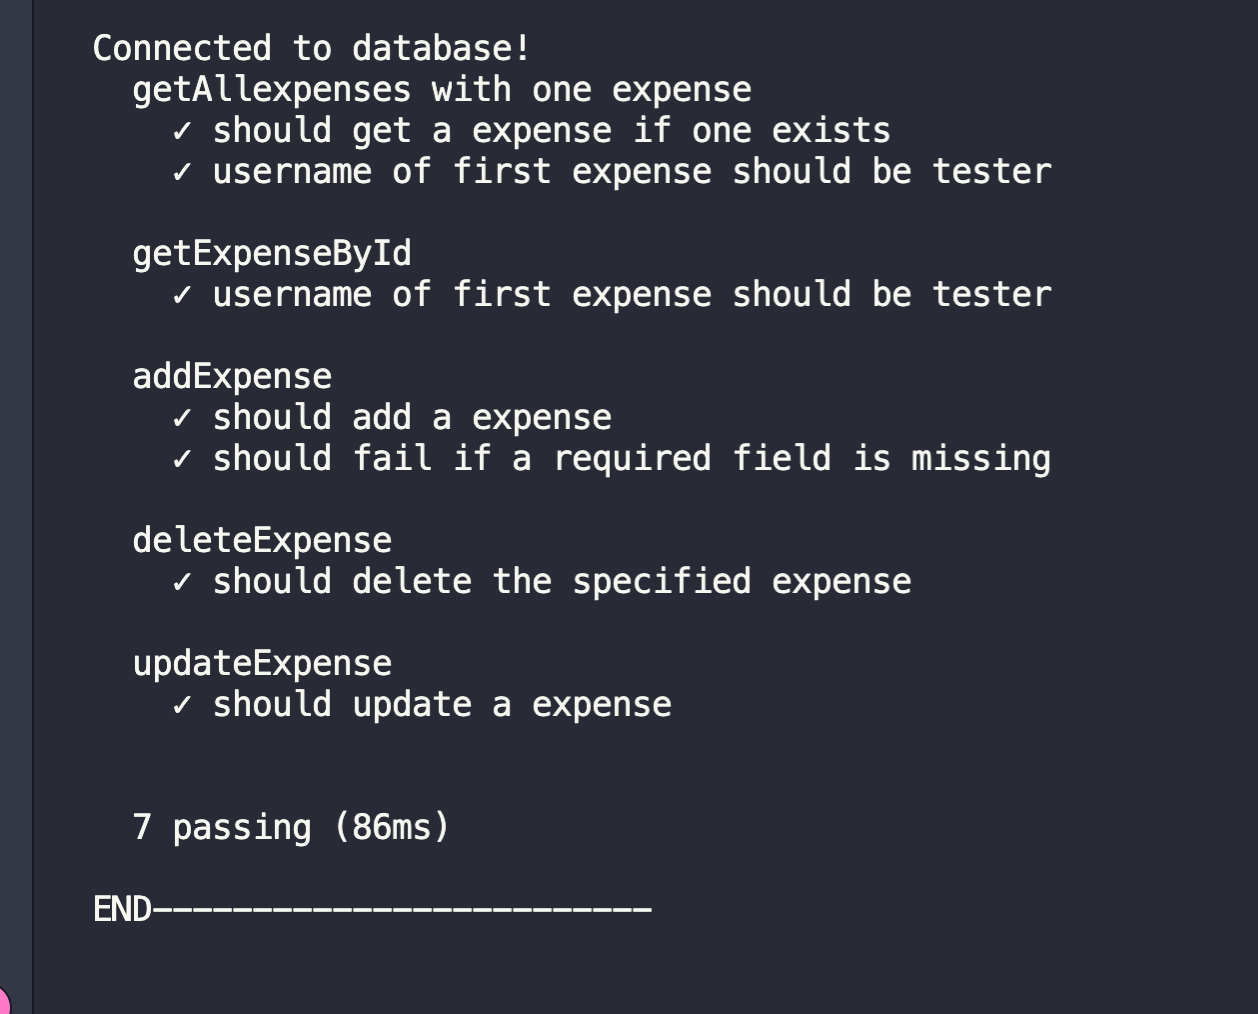 Connected to database!
getAllexpenses with one expense
✓ should get a expense if one exists
✓ username of first expense should be tester
getExpenseById
✓ username of first expense should be tester
addExpense
✓ should add a expense
✓ should fail if a required field is missing
deleteExpense
✓ should delete the specified expense
updateExpense
✓ should update a expense
7 passing (86ms)
END-------------------------